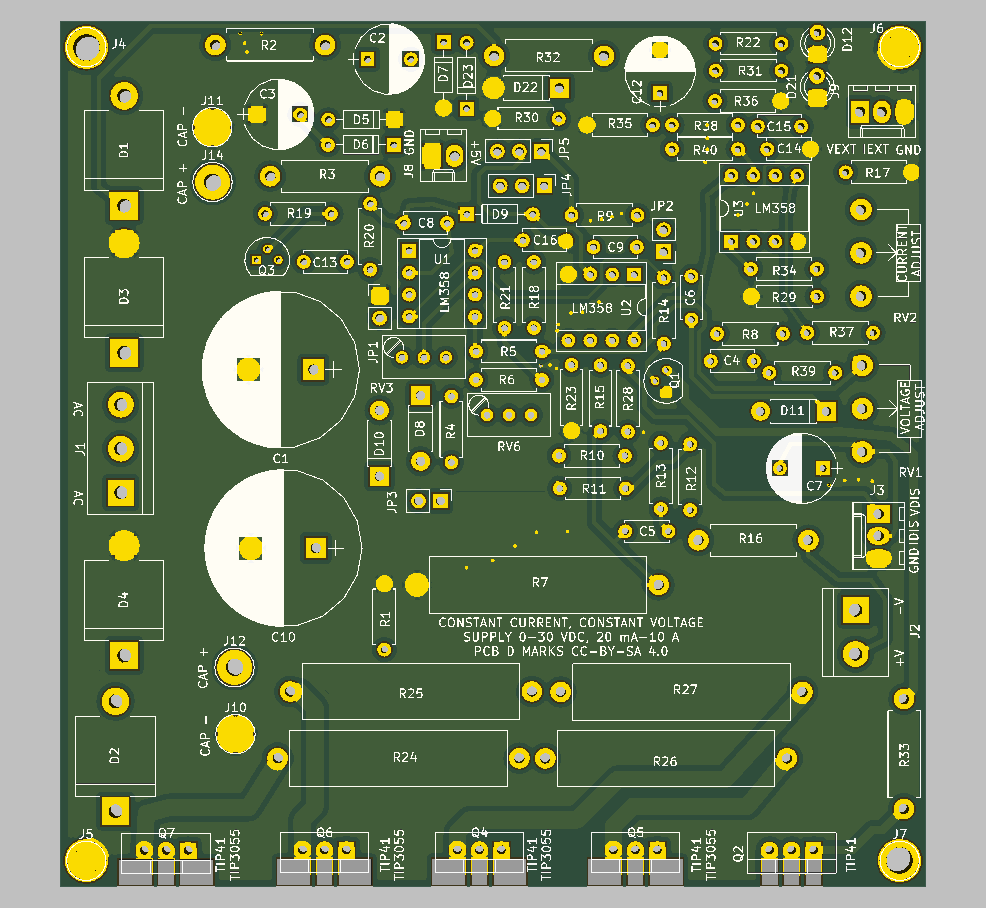 J4
R2
C2
D7
D23
R32
C12
R22
D12
J6
R31
D21
J9
D22
R36
C3
J11
CAP -
D5
R30
R35
R38
C15
D6
GND
J8
+5V
JP5
R40
C14
VEXT IEXT GND
D1
J14
CAP +
R3
JP4
R17
U3
LM358
R19
R20
C8
D9
R9
JP2
C16
C9
CURRENT
ADJUST
Q3
C13
U1
LM358
R21
R18
LM358
U2
R14
C6
R34
R29
D3
RV2
JP1
R5
R8
R37
C4
R6
RV3
R39
Q1
R23
R15
R28
VOLTAGE
ADJUST
AC
J1
AC
D10
D8
R4
RV6
D11
C1
R10
R13
R12
C7
RV1
JP3
R11
J3
GND IDIS VDIS
C5
R16
D4
R7
R1
-V
J2
+V
CONSTANT CURRENT, CONSTANT VOLTAGE
SUPPLY 0-30 VDC, 20 mA-10 A
PCB D MARKS CC-BY-SA 4.0
C10
J12
CAP +
R25
R27
J10
CAP -
D2
R24
R26
R33
J5
Q7
TIP41
TIP3055
Q6
TIP41
TIP3055
Q4
TIP41
TIP3055
Q5
TIP41
TIP3055
Q2
TIP41
J7